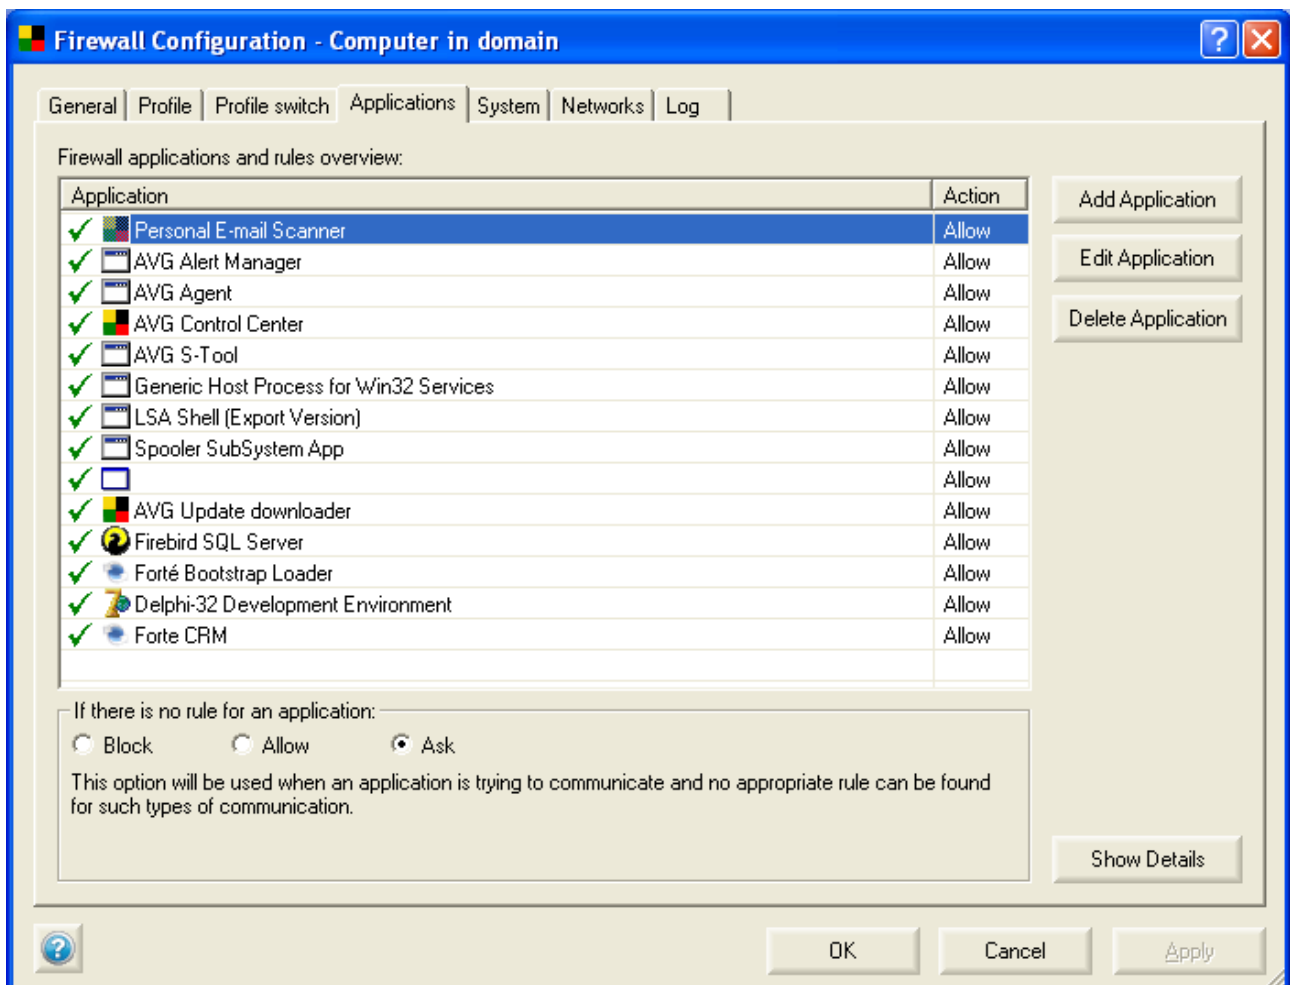 Firewall Configuration - Computer in domain
General Profile Profile switch Applications System Networks Log
Firewall applications and rules overview:
Application Action
Personal E-mail Scanner Allow
AVG Alert Manager Allow
AVG Agent Allow
AVG Control Center Allow
AVG S-Tool Allow
Generic Host Process for Win32 Services Allow
LSA Shell (Export Version) Allow
Spooler SubSystem App Allow
Allow
AVG Update downloader Allow
Firebird SQL Server Allow
Forté Bootstrap Loader Allow
Delphi-32 Development Environment Allow
Forte CRM Allow
Add Application
Edit Application
Delete Application
If there is no rule for an application:
Block Allow Ask
This option will be used when an application is trying to communicate and no appropriate rule can be found
for such types of communication.
Show Details
OK Cancel Apply